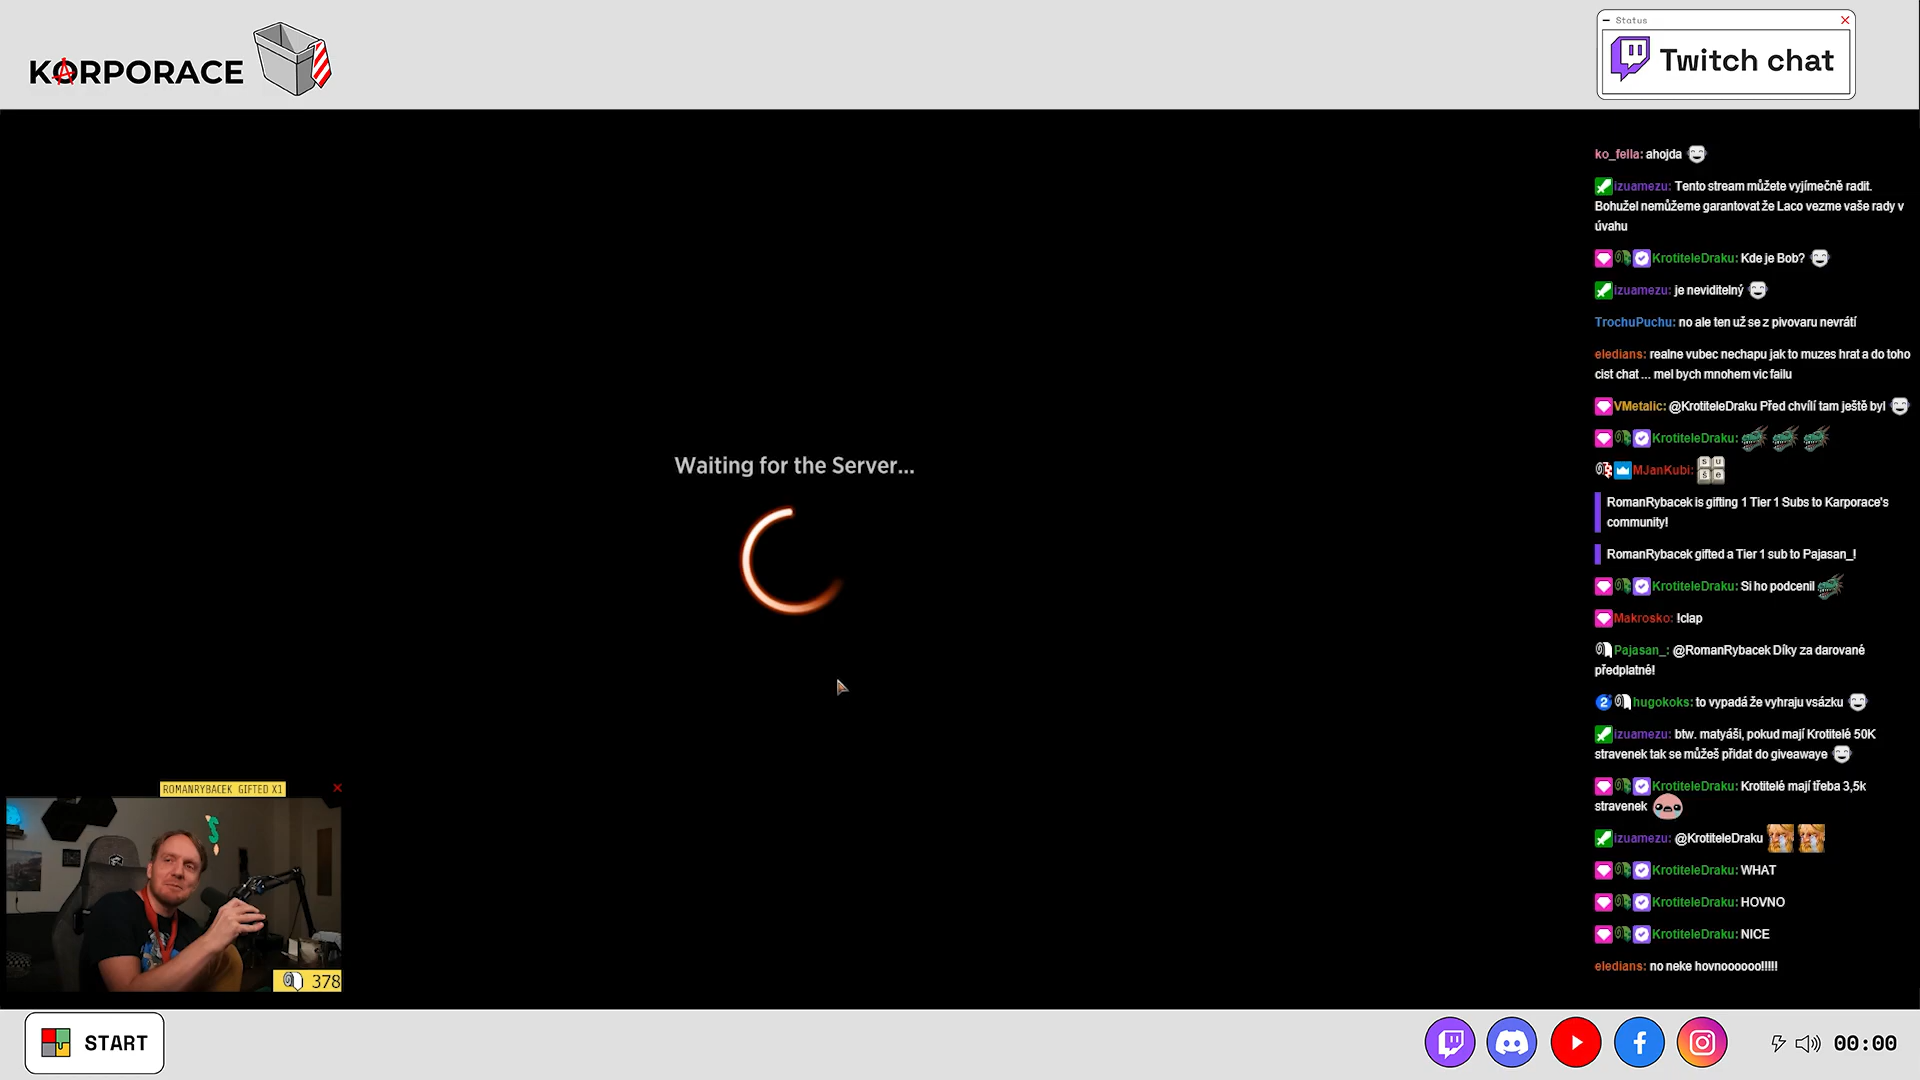 KARPORACE
Status
Twitch chat
ko_fella: ahojda
izuamezu: Tento stream můžete vyjímečně radit.
Bohužel nemůžeme garantovat že Laco vezme vaše rady v
úvahu
KrotiteleDraku: Kde je Bob?
izuamezu: je neviditelný
TrochuPuchu: no ale ten už se z pivovaru nevrátí
eledians: realne vubec nechapu jak to muzes hrat a do toho
cist chat ... mel bych mnohem vic failu
VMetalic: @KrotiteleDraku Před chvílí tam ještě byl
KrotiteleDraku:
MJanKubi:
RomanRybacek is gifting 1 Tier 1 Subs to Karporace's
community!
RomanRybacek gifted a Tier 1 sub to Pajasan_!
KrotiteleDraku: Si ho podcenil
Makrosko: !clap
Pajasan_: @RomanRybacek Díky za darované
předplatné!
2 hugokoks: to vypadá že vyhraju vsázku
izuamezu: btw. matyáši, pokud mají Krotitelé 50K
stravenek tak se můžeš přidat do giveawaye
KrotiteleDraku: Krotitelé mají třeba 3,5k
stravenek
izuamezu: @KrotiteleDraku
KrotiteleDraku: WHAT
KrotiteleDraku: HOVNO
KrotiteleDraku: NICE
eledians: no neke hovnoooooo!!!!!
Waiting for the Server...
ROMANRYBACEK GIFTED X1
378
START
00:00